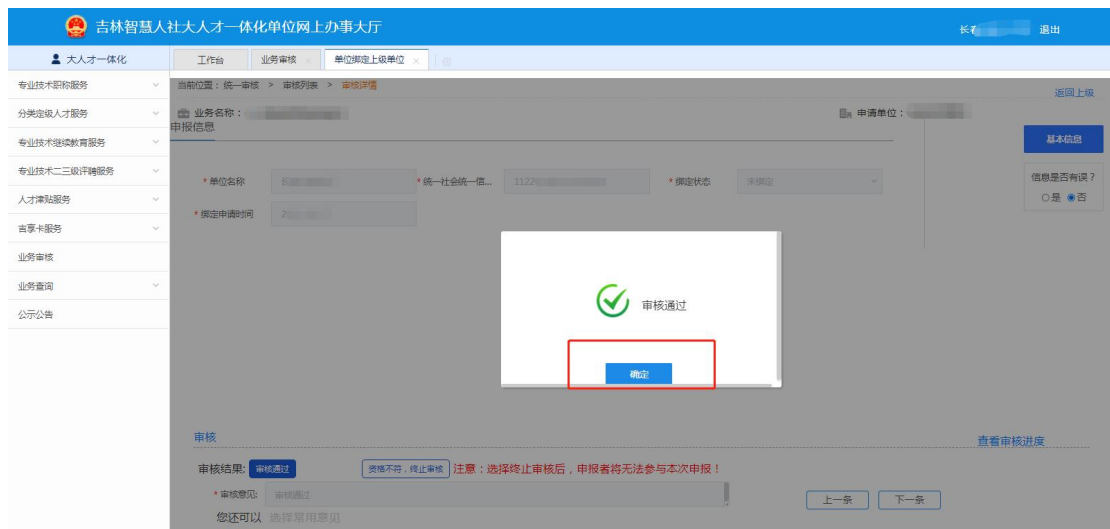 吉林智慧人社大人才一体化单位网上办事大厅
退出
大人才一体化
工作台 业务审核 单位绑定上级单位
专业技术职称服务
分类定级人才服务
专业技术继续教育服务
专业技术二三级评聘服务
人才津贴服务
吉享卡服务
业务审核
业务查询
公示公告
当前位置：统一审核 > 审核列表 > 审核详情
返回上级
业务名称：
申请单位：
申报信息
基本信息
* 单位名称
* 统一社会统一信... 1122
* 绑定状态 未绑定
信息是否有误？
是 否
* 绑定申请时间 2
审核通过
确定
审核
查看审核进度
审核结果: 审核通过 资格不符，终止审核 注意：选择终止审核后，申报者将无法参与本次申报！
* 审核意见: 审核通过
上一条 下一条
您还可以 选择常用意见